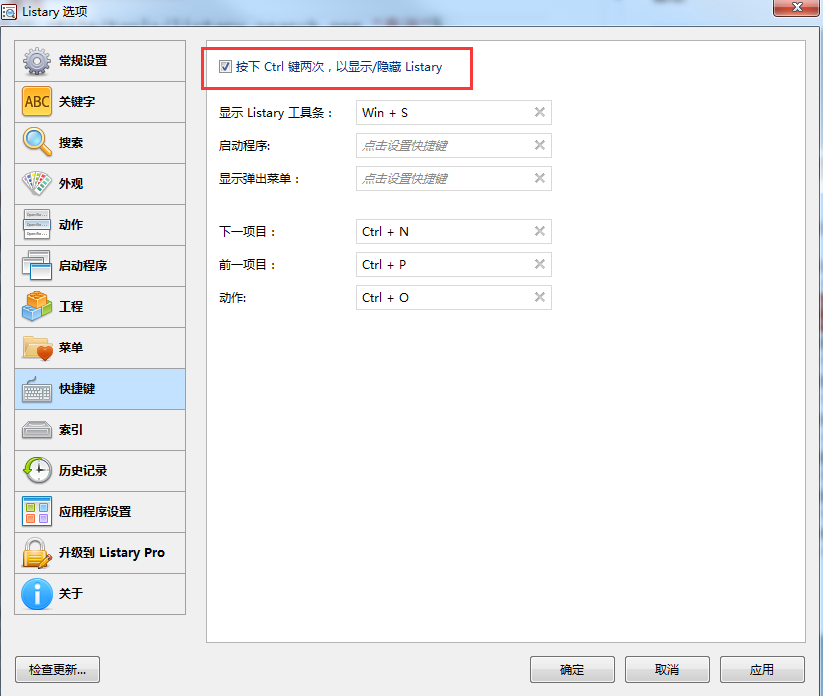 Listary 选项
常规设置
ABC
关键字
搜索
外观
动作
启动程序
工程
菜单
快捷键
索引
历史记录
应用程序设置
升级到 Listary Pro
关于
按下 Ctrl 键两次，以显示/隐藏 Listary
显示 Listary 工具条： Win + S
启动程序: 点击设置快捷键
显示弹出菜单： 点击设置快捷键
下一项目： Ctrl + N
前一项目： Ctrl + P
动作: Ctrl + O
检查更新... 确定 取消 应用